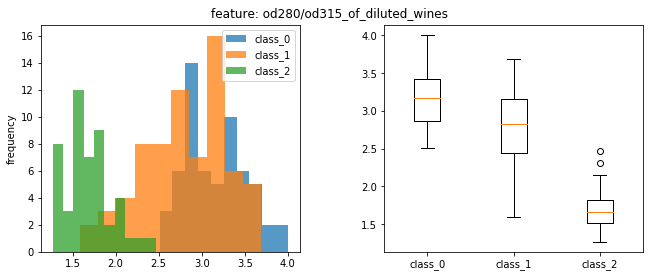 feature: od280/od315_of_diluted_wines
frequency
16
14
12
10
8
6
4
2
0
1.5 2.0 2.5 3.0 3.5 4.0
class_0
class_1
class_2
4.0
3.5
3.0
2.5
2.0
1.5
class_0 class_1 class_2